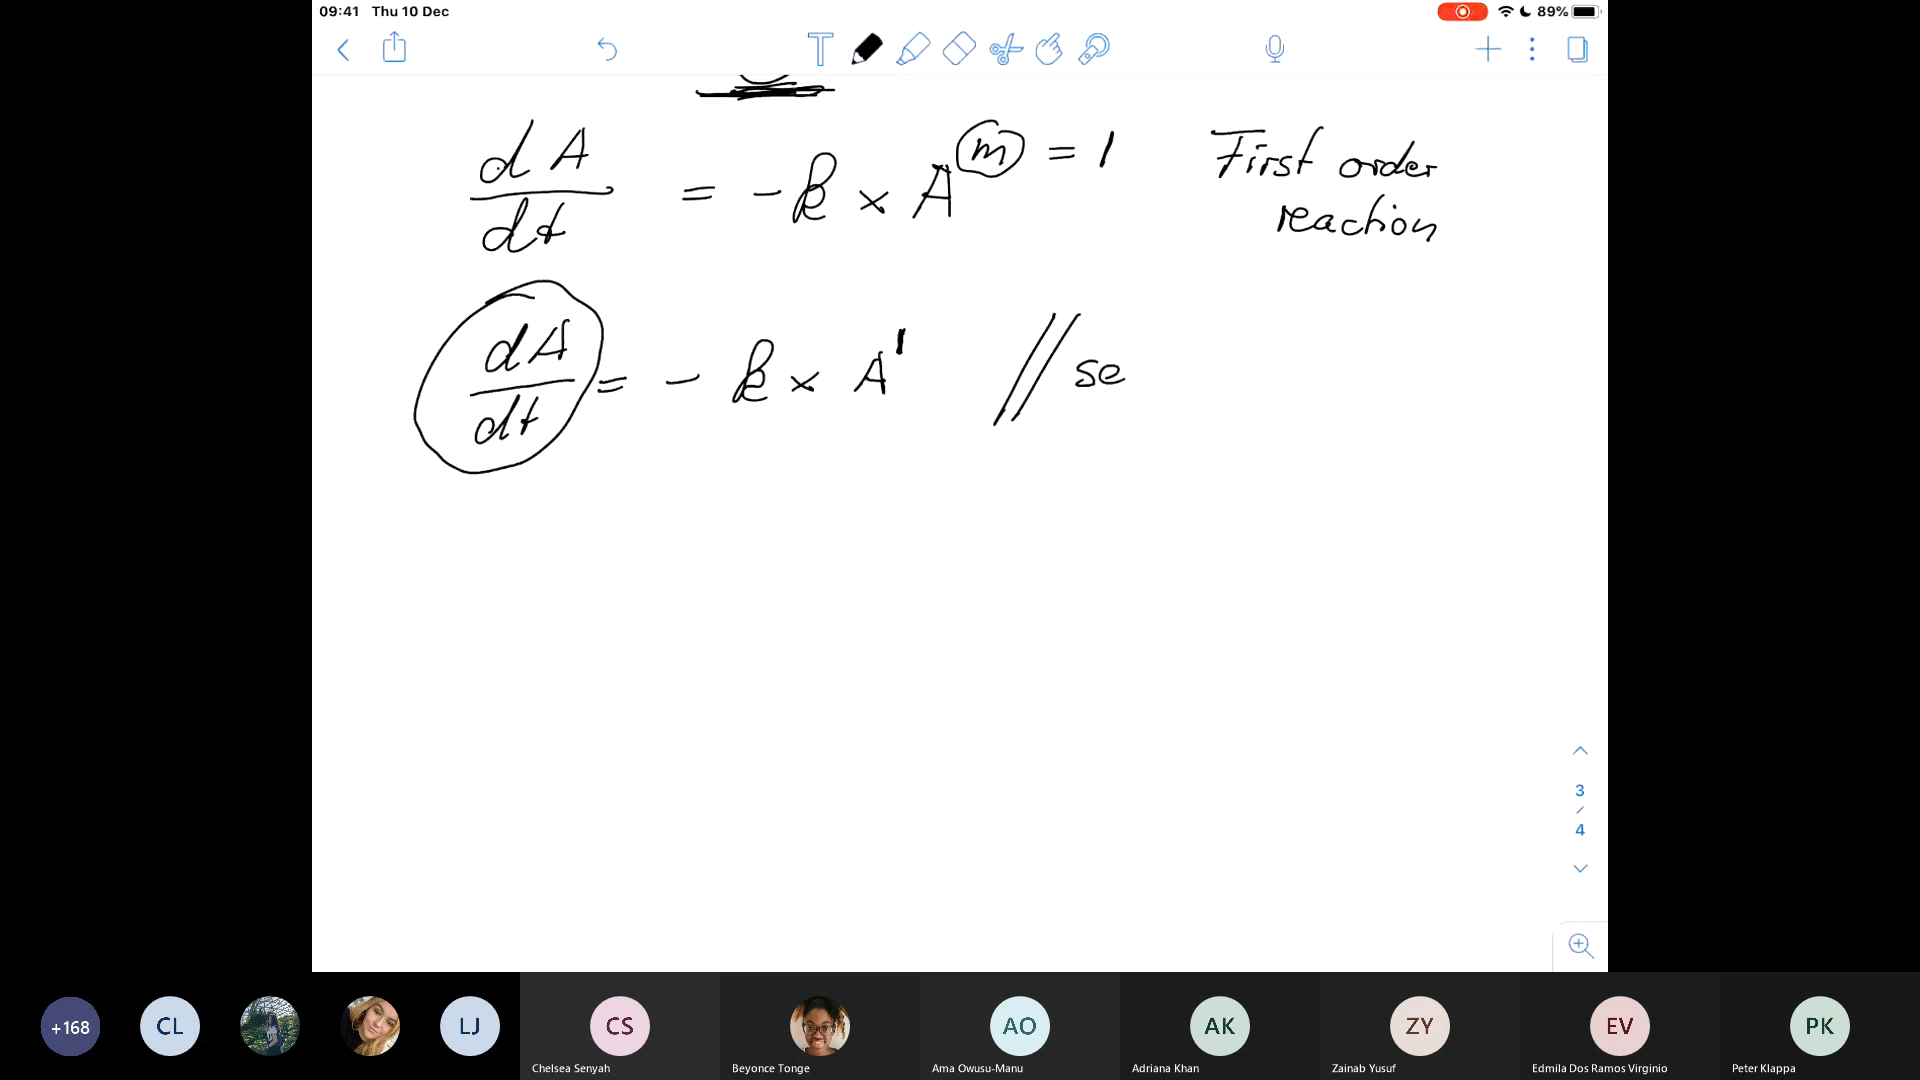 09:41 Thu 10 Dec
89%
T
dA/dt = - k × A^m = 1 First order
reaction
dA/dt = - k × A^1 // se
3
/
4
+168
CL
LJ
CS
AO
AK
ZY
EV
PK
Chelsea Senyah
Beyonce Tonge
Ama Owusu-Manu
Adriana Khan
Zainab Yusuf
Edmila Dos Ramos Virginio
Peter Klappa